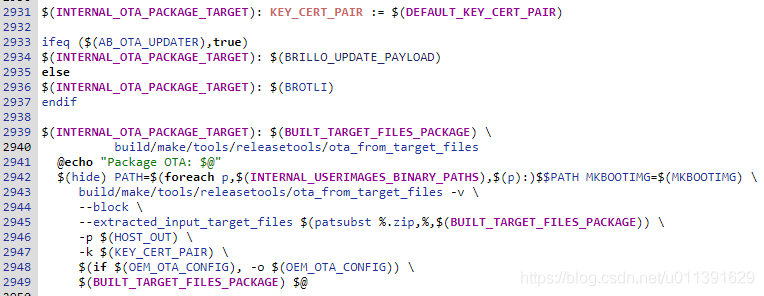 2931 $(INTERNAL_OTA_PACKAGE_TARGET): KEY_CERT_PAIR := $(DEFAULT_KEY_CERT_PAIR)
2932
2933 ifeq ($(AB_OTA_UPDATER),true)
2934 $(INTERNAL_OTA_PACKAGE_TARGET): $(BRILLO_UPDATE_PAYLOAD)
2935 else
2936 $(INTERNAL_OTA_PACKAGE_TARGET): $(BROTLI)
2937 endif
2938
2939 $(INTERNAL_OTA_PACKAGE_TARGET): $(BUILT_TARGET_FILES_PACKAGE) \
2940 build/make/tools/releasetools/ota_from_target_files
2941 @echo "Package OTA: $@"
2942 $(hide) PATH=$(foreach p,$(INTERNAL_USERIMAGES_BINARY_PATHS),$(p):)$$PATH MKBOOTIMG=$(MKBOOTIMG) \
2943 build/make/tools/releasetools/ota_from_target_files -v \
2944 --block \
2945 --extracted_input_target_files $(patsubst %.zip,%,$(BUILT_TARGET_FILES_PACKAGE)) \
2946 -p $(HOST_OUT) \
2947 -k $(KEY_CERT_PAIR) \
2948 $(if $(OEM_OTA_CONFIG), -o $(OEM_OTA_CONFIG)) \
2949 $(BUILT_TARGET_FILES_PACKAGE) $@
https://blog.csdn.net/u011391629